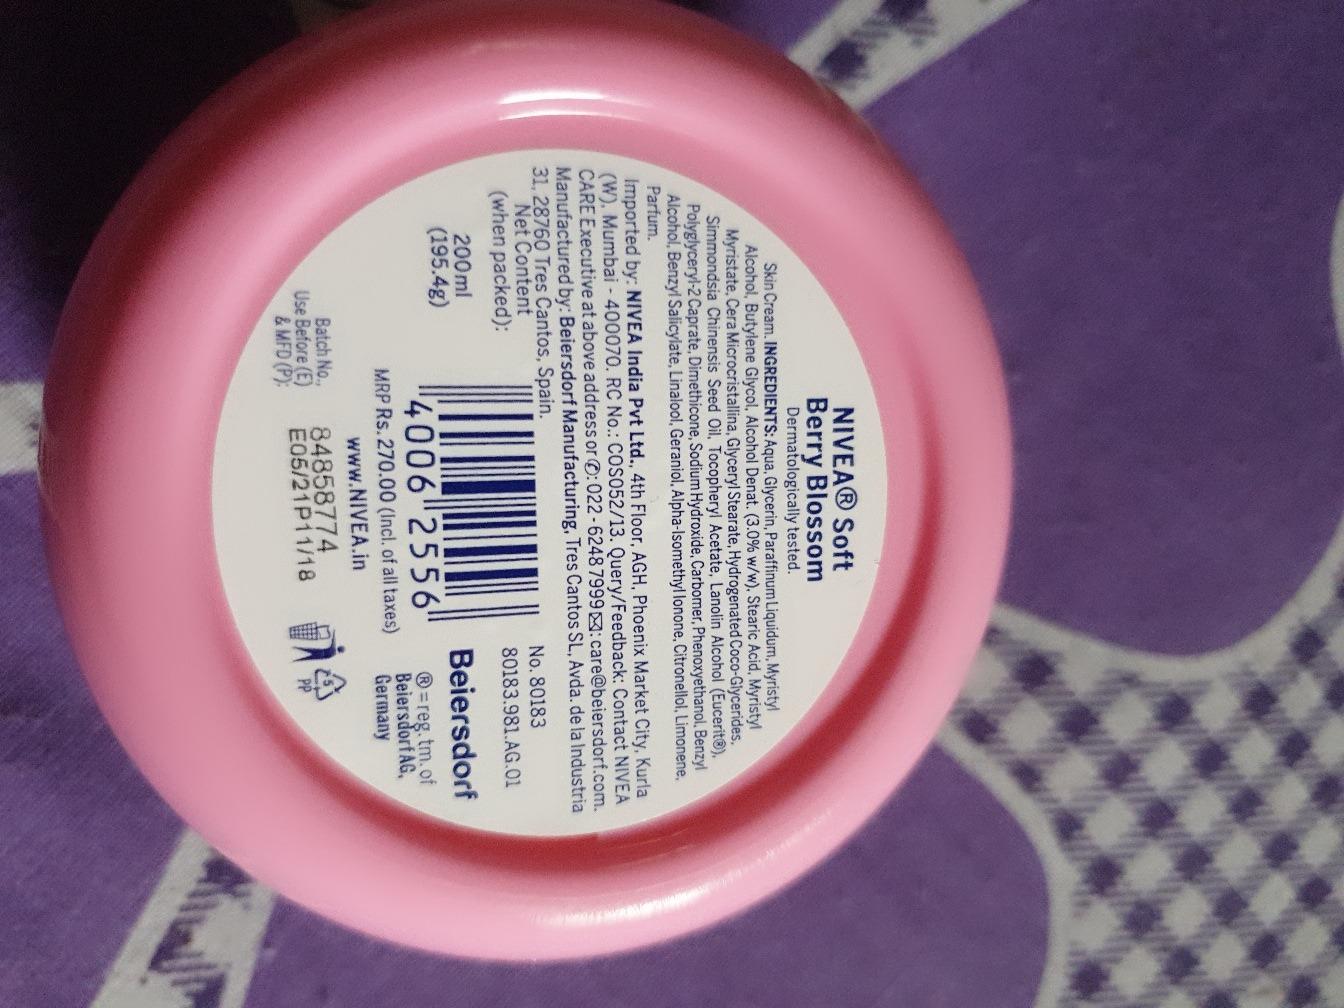 NIVEA® Soft
Berry Blossom
Dermatologically tested.
Skin Cream. INGREDIENTS: Aqua, Glycerin, Paraffinum Liquidum, Myristyl
Alcohol, Butylene Glycol, Alcohol Denat. (3.0% w/w), Stearic Acid, Myristyl
Myristate, Cera Microcristallina, Glyceryl Stearate, Hydrogenated Coco-Glycerides,
Simmondsia Chinensis Seed Oil, Tocopheryl Acetate, Lanolin Alcohol (Eucerit®),
Polyglyceryl-2 Caprate, Dimethicone, Sodium Hydroxide, Carbomer, Phenoxyethanol, Benzyl
Alcohol, Benzyl Salicylate, Linalool, Geraniol, Alpha-Isomethyl Ionone, Citronellol, Limonene,
Parfum.
Imported by: NIVEA India Pvt Ltd., 4th Floor, AGH, Phoenix Market City, Kurla
(W), Mumbai - 400070. RC No.: COS052/13. Query/Feedback: Contact NIVEA
CARE Executive at above address or ✆: 022 - 6248 7999 ✉: care@beiersdorf.com.
Manufactured by: Beiersdorf Manufacturing, Tres Cantos SL, Avda. de la Industria
31, 28760 Tres Cantos, Spain.
Net Content
(when packed):
200ml
(195.4g)
No. 80183
80183.981.AG.01
4006 2556
Beiersdorf
®=reg. tm. of
Beiersdorf AG,
Germany
MRP Rs. 270.00 (Incl. of all taxes)
www.NIVEA.in
Batch No.,
Use Before (E)
& MFD (P):
84858774
E05/21P11/18
5
PP